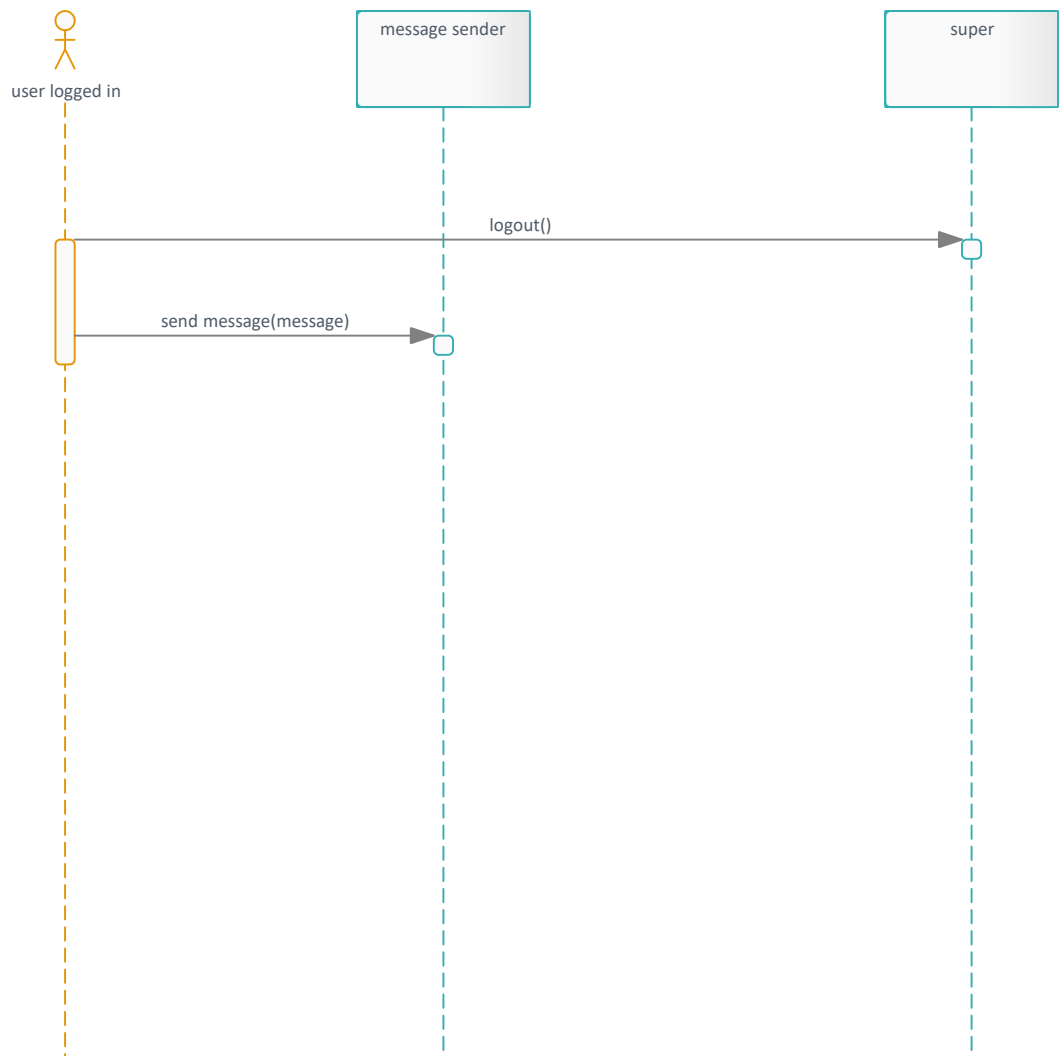 message sender
super
user logged in
logout()
send message(message)